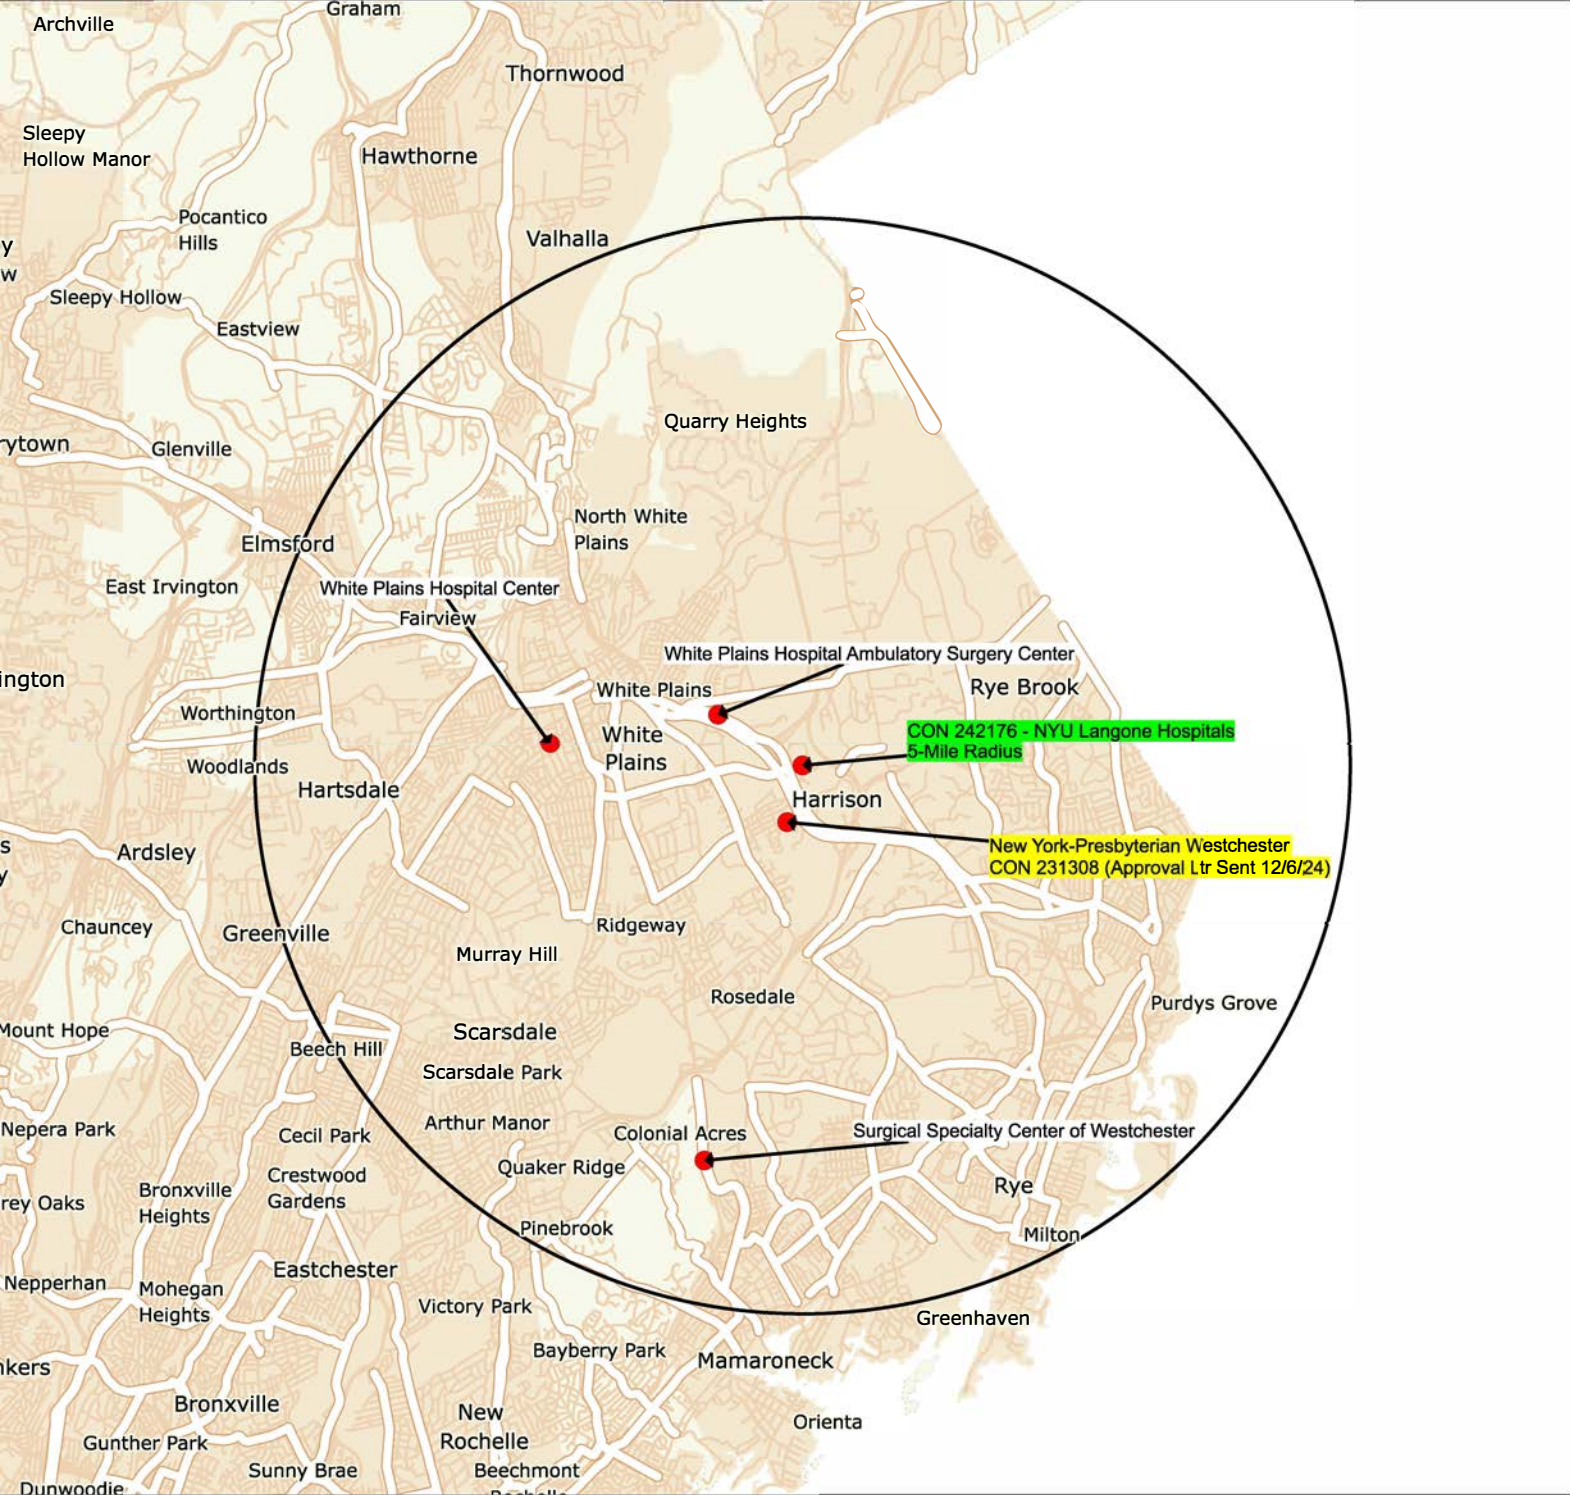 Graham
Archville
Thornwood
Sleepy
Hollow Manor
Hawthorne
Pocantico
Hills
Valhalla
y
w
Sleepy Hollow
Eastview
Quarry Heights
rytown
Glenville
North White
Plains
Elmsford
East Irvington
White Plains Hospital Center
Fairview
White Plains Hospital Ambulatory Surgery Center
ington
White Plains
Rye Brook
Worthington
White
Plains
CON 242176 - NYU Langone Hospitals
5-Mile Radius
Woodlands
Hartsdale
Harrison
s
y
Ardsley
New York-Presbyterian Westchester
CON 231308 (Approval Ltr Sent 12/6/24)
Chauncey
Greenville
Ridgeway
Murray Hill
Rosedale
Purdys Grove
Mount Hope
Scarsdale
Beech Hill
Scarsdale Park
Nepera Park
Cecil Park
Arthur Manor
Colonial Acres
Surgical Specialty Center of Westchester
Quaker Ridge
Crestwood
Gardens
rey Oaks
Bronxville
Heights
Rye
Pinebrook
Milton
Eastchester
Nepperhan
Mohegan
Heights
Victory Park
Greenhaven
Bayberry Park
Mamaroneck
nkers
Bronxville
New
Rochelle
Orienta
Gunther Park
Sunny Brae
Beechmont
Dunwoodie
Rochelle